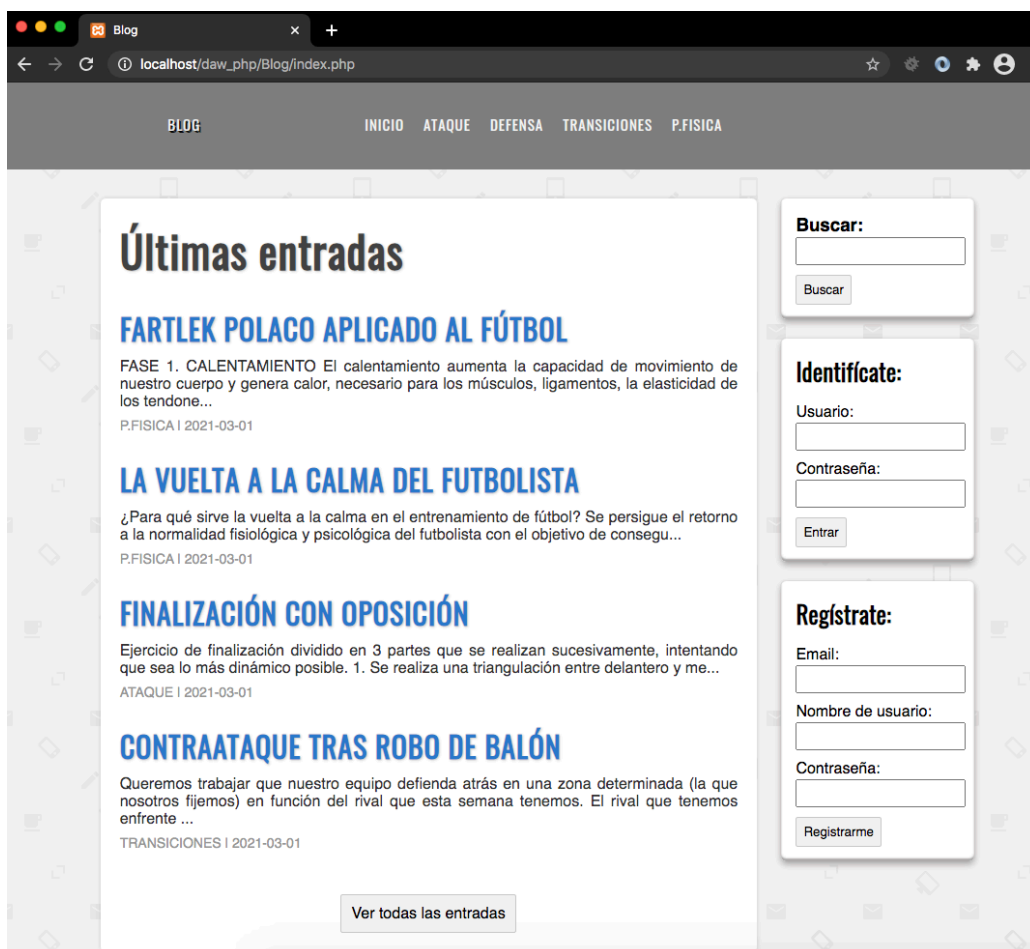 Blog
localhost/daw_php/Blog/index.php
BLOG
INICIO ATAQUE DEFENSA TRANSICIONES P.FISICA
Últimas entradas
FARTLEK POLACO APLICADO AL FÚTBOL
FASE 1. CALENTAMIENTO El calentamiento aumenta la capacidad de movimiento de
nuestro cuerpo y genera calor, necesario para los músculos, ligamentos, la elasticidad de
los tendone...
P.FISICA | 2021-03-01
LA VUELTA A LA CALMA DEL FUTBOLISTA
¿Para qué sirve la vuelta a la calma en el entrenamiento de fútbol? Se persigue el retorno
a la normalidad fisiológica y psicológica del futbolista con el objetivo de consegu...
P.FISICA | 2021-03-01
FINALIZACIÓN CON OPOSICIÓN
Ejercicio de finalización dividido en 3 partes que se realizan sucesivamente, intentando
que sea lo más dinámico posible. 1. Se realiza una triangulación entre delantero y me...
ATAQUE | 2021-03-01
CONTRAATAQUE TRAS ROBO DE BALÓN
Queremos trabajar que nuestro equipo defienda atrás en una zona determinada (la que
nosotros fijemos) en función del rival que esta semana tenemos. El rival que tenemos
enfrente ...
TRANSICIONES | 2021-03-01
Ver todas las entradas
Buscar:
Buscar
Identifícate:
Usuario:
Contraseña:
Entrar
Regístrate:
Email:
Nombre de usuario:
Contraseña:
Registrarme